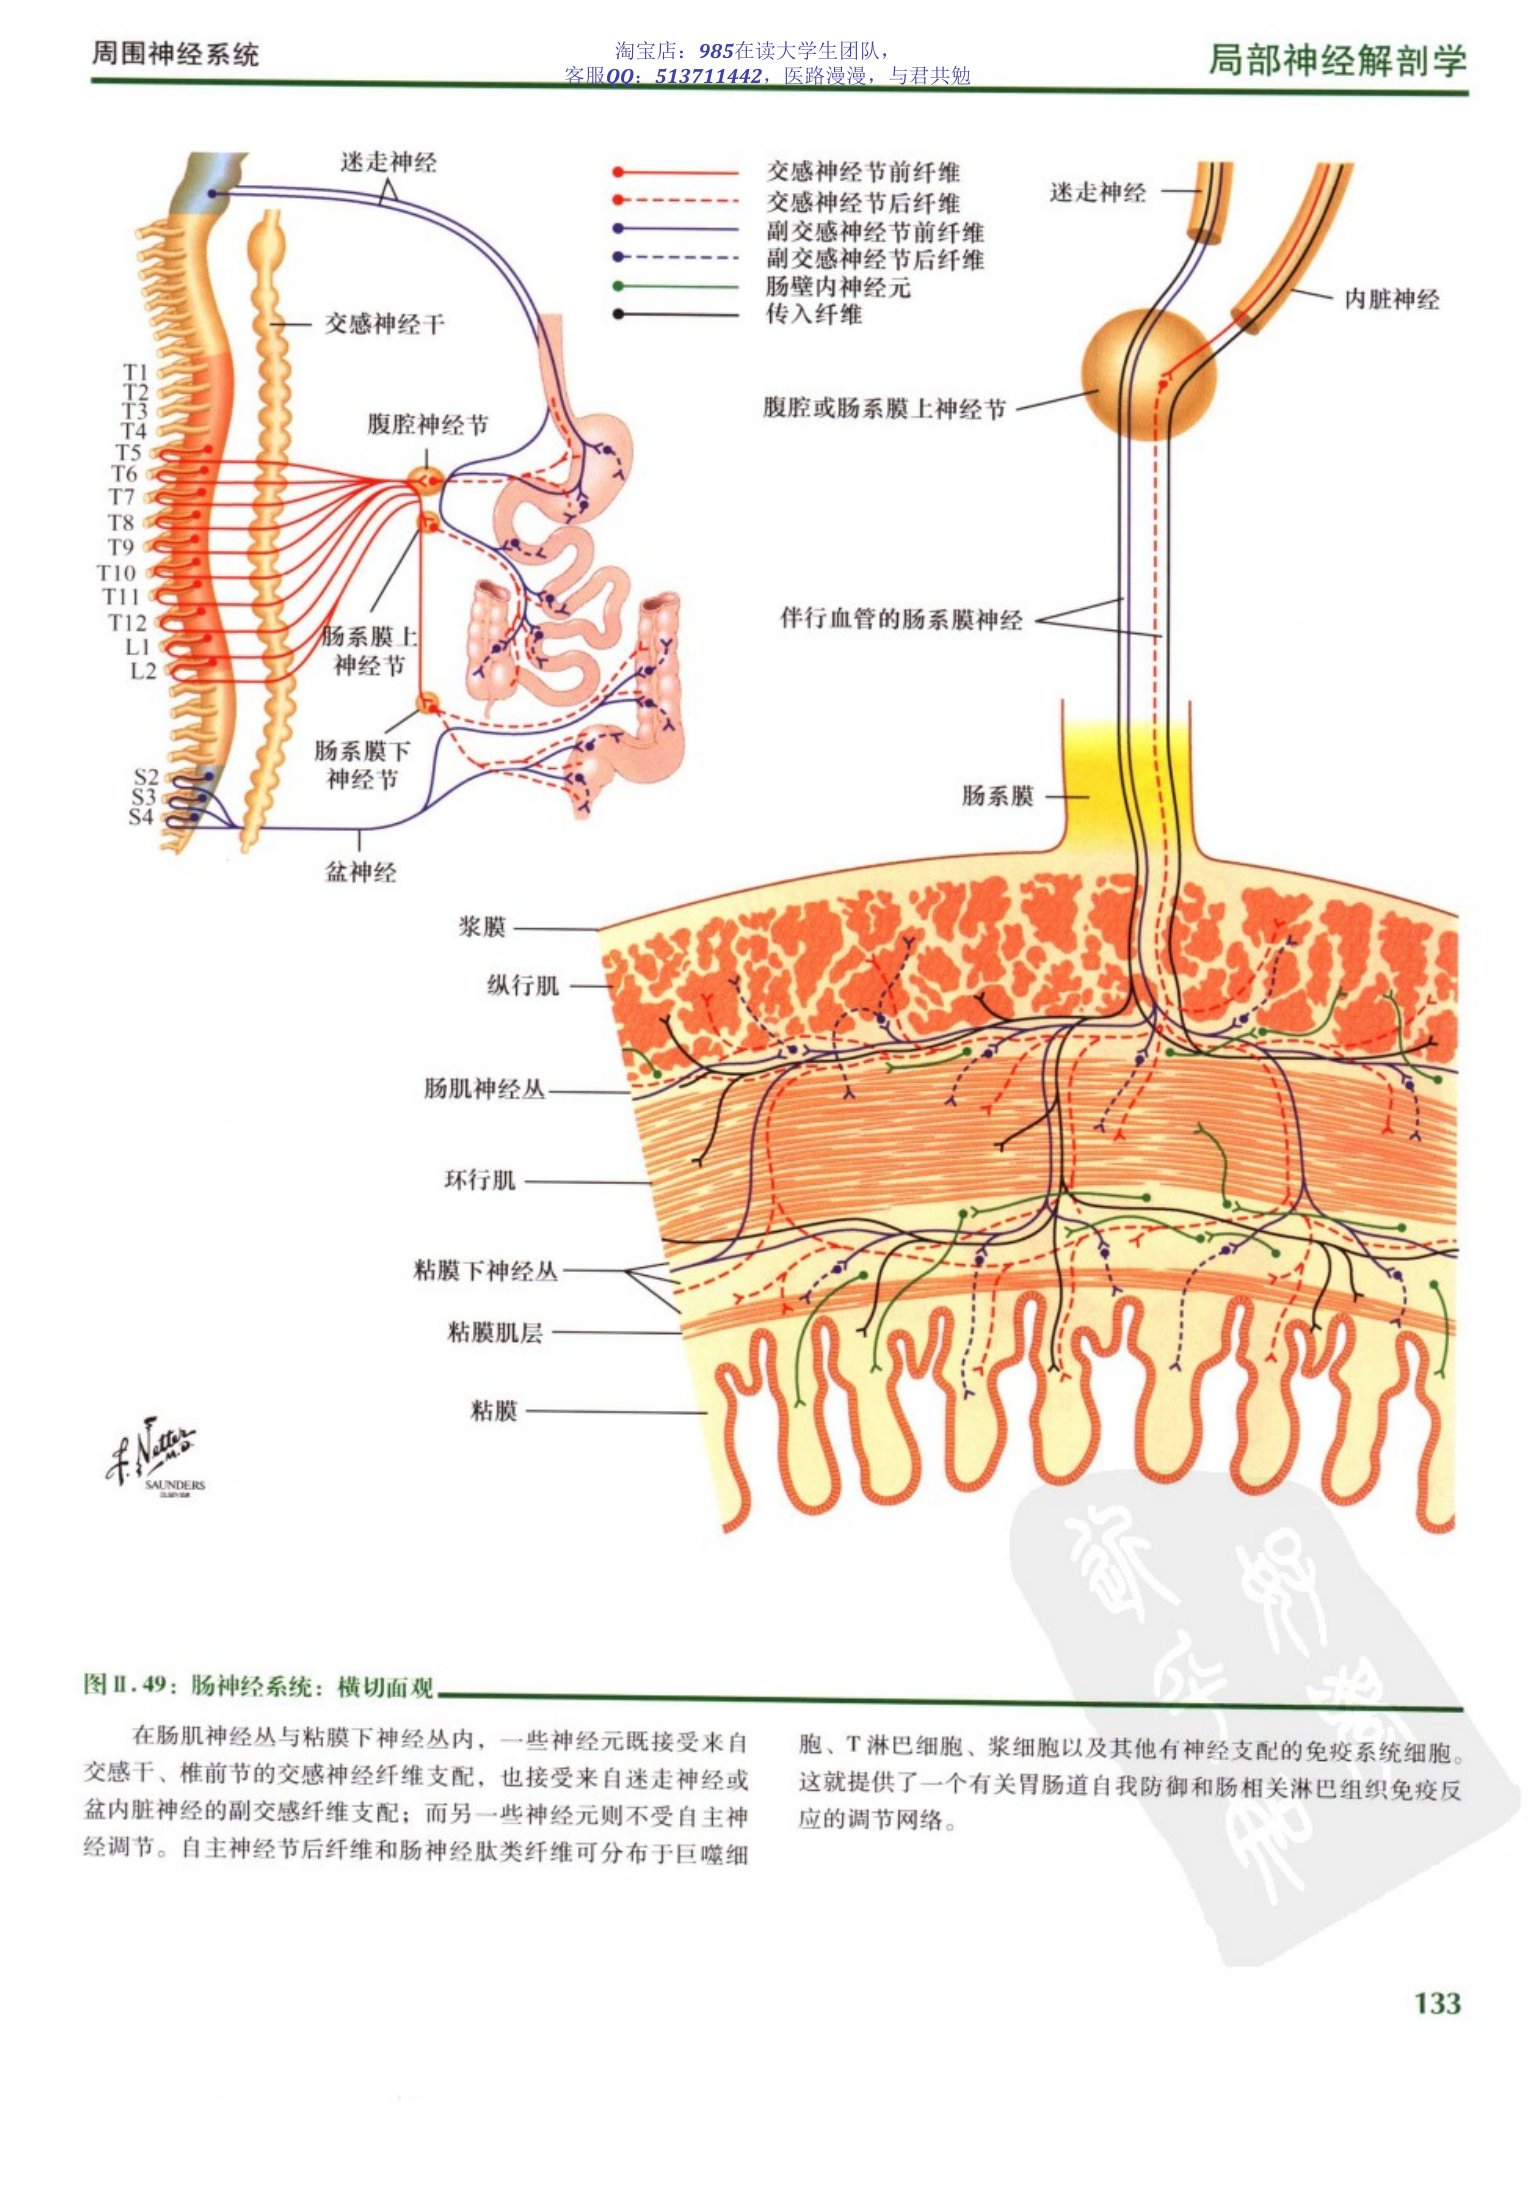 周围神经系统
淘宝店：985在读大学生团队，
客服QQ：513711442，医路漫漫，与君共勉
局部神经解剖学
迷走神经
交感神经干
T1
T2
T3
T4
T5
T6
T7
T8
T9
T10
T11
T12
L1
L2
S2
S3
S4
腹腔神经节
肠系膜上
神经节
肠系膜下
神经节
盆神经
交感神经节前纤维
交感神经节后纤维
副交感神经节前纤维
副交感神经节后纤维
肠壁内神经元
传入纤维
迷走神经
内脏神经
腹腔或肠系膜上神经节
伴行血管的肠系膜神经
肠系膜
浆膜
纵行肌
肠肌神经丛
环行肌
粘膜下神经丛
粘膜肌层
粘膜
F. Netter
M.D.
SAUNDERS
ELSEVIER
图Ⅱ.49：肠神经系统：横切面观
在肠肌神经丛与粘膜下神经丛内，一些神经元既接受来自
交感干、椎前节的交感神经纤维支配，也接受来自迷走神经或
盆内脏神经的副交感纤维支配；而另一些神经元则不受自主神
经调节。自主神经节后纤维和肠神经肽类纤维可分布于巨噬细
胞、T 淋巴细胞、浆细胞以及其他有神经支配的免疫系统细胞。
这就提供了一个有关胃肠道自我防御和肠相关淋巴组织免疫反
应的调节网络。
133